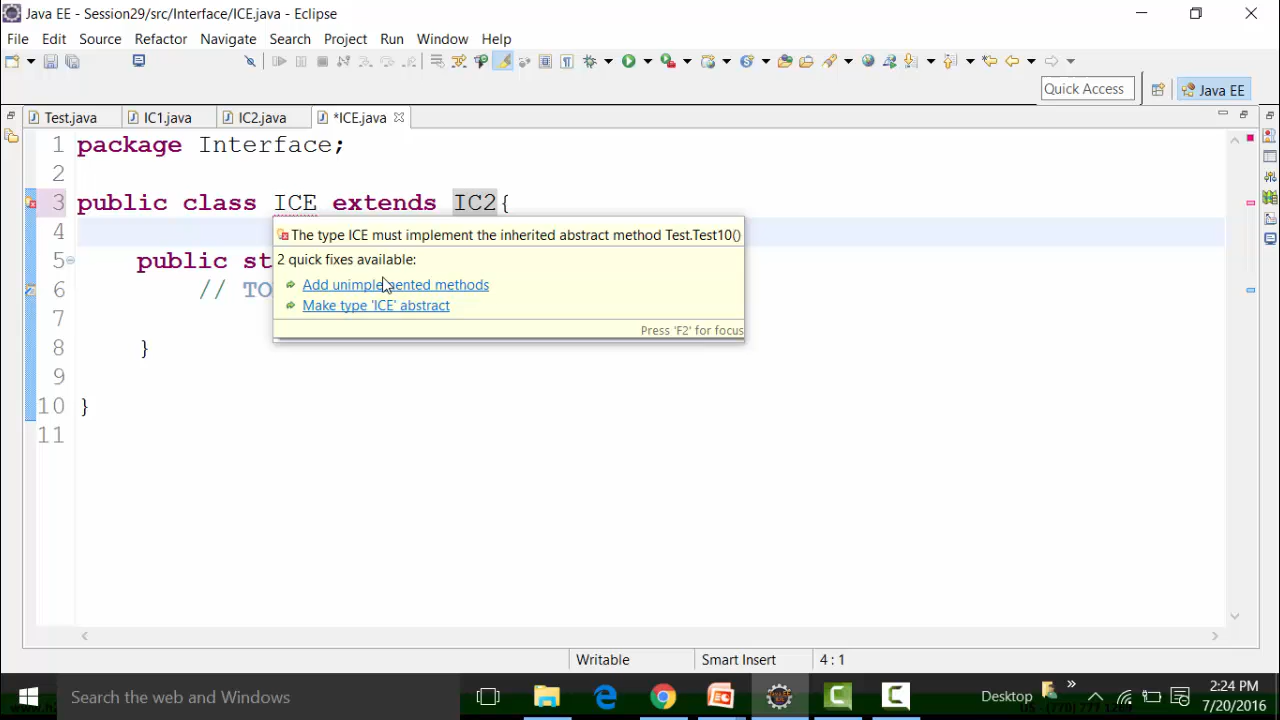 Java EE - Session29/src/Interface/ICE.java - Eclipse
File Edit Source Refactor Navigate Search Project Run Window Help
Quick Access
Java EE
Test.java IC1.java IC2.java *ICE.java
1 package Interface;
2
3 public class ICE extends IC2{
4
The type ICE must implement the inherited abstract method Test.Test10()
5 public st
2 quick fixes available:
Add unimplemented methods
6 // TO
Make type 'ICE' abstract
7
Press 'F2' for focus
8 }
9
10 }
11
Writable Smart Insert 4 : 1
Search the web and Windows
Desktop
2:24 PM
7/20/2016